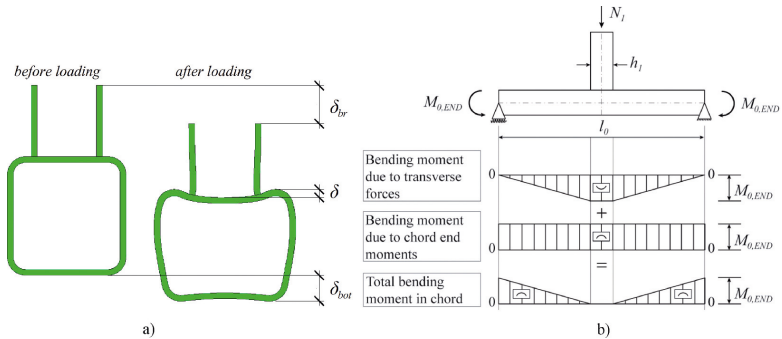 before loading
after loading
δbr
δ
δbot
a)
N1
h1
M0,END
M0,END
l0
Bending moment
due to transverse
forces
0
0
M0,END
+
Bending moment
due to chord end
moments
0
0
M0,END
=
Total bending
moment in chord
0
0
M0,END
b)